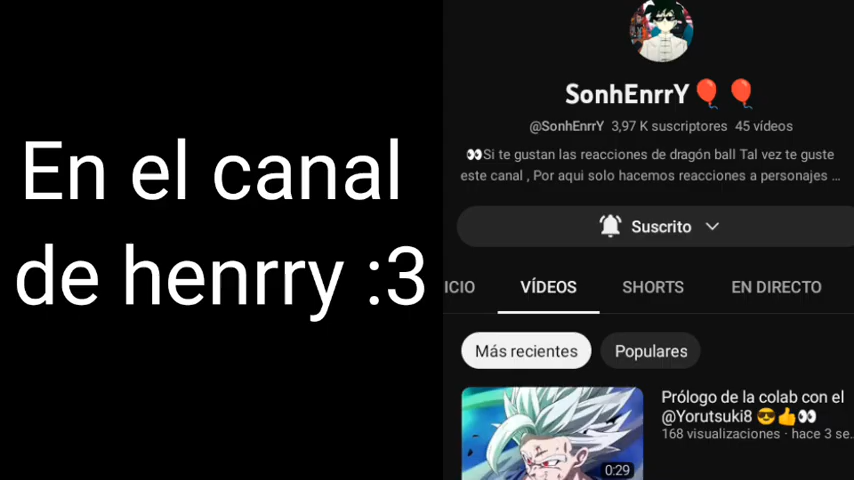 En el canal
de henrry :3
SonhEnrrY🎈🎈
@SonhEnrrY 3,97 K suscriptores 45 vídeos
👀Si te gustan las reacciones de dragón ball Tal vez te guste
este canal , Por aqui solo hacemos reacciones a personajes ...
Suscrito
ICIO VÍDEOS SHORTS EN DIRECTO
Más recientes Populares
Prólogo de la colab con el
@Yorutsuki8 😎👍👀
168 visualizaciones · hace 3 se...
0:29